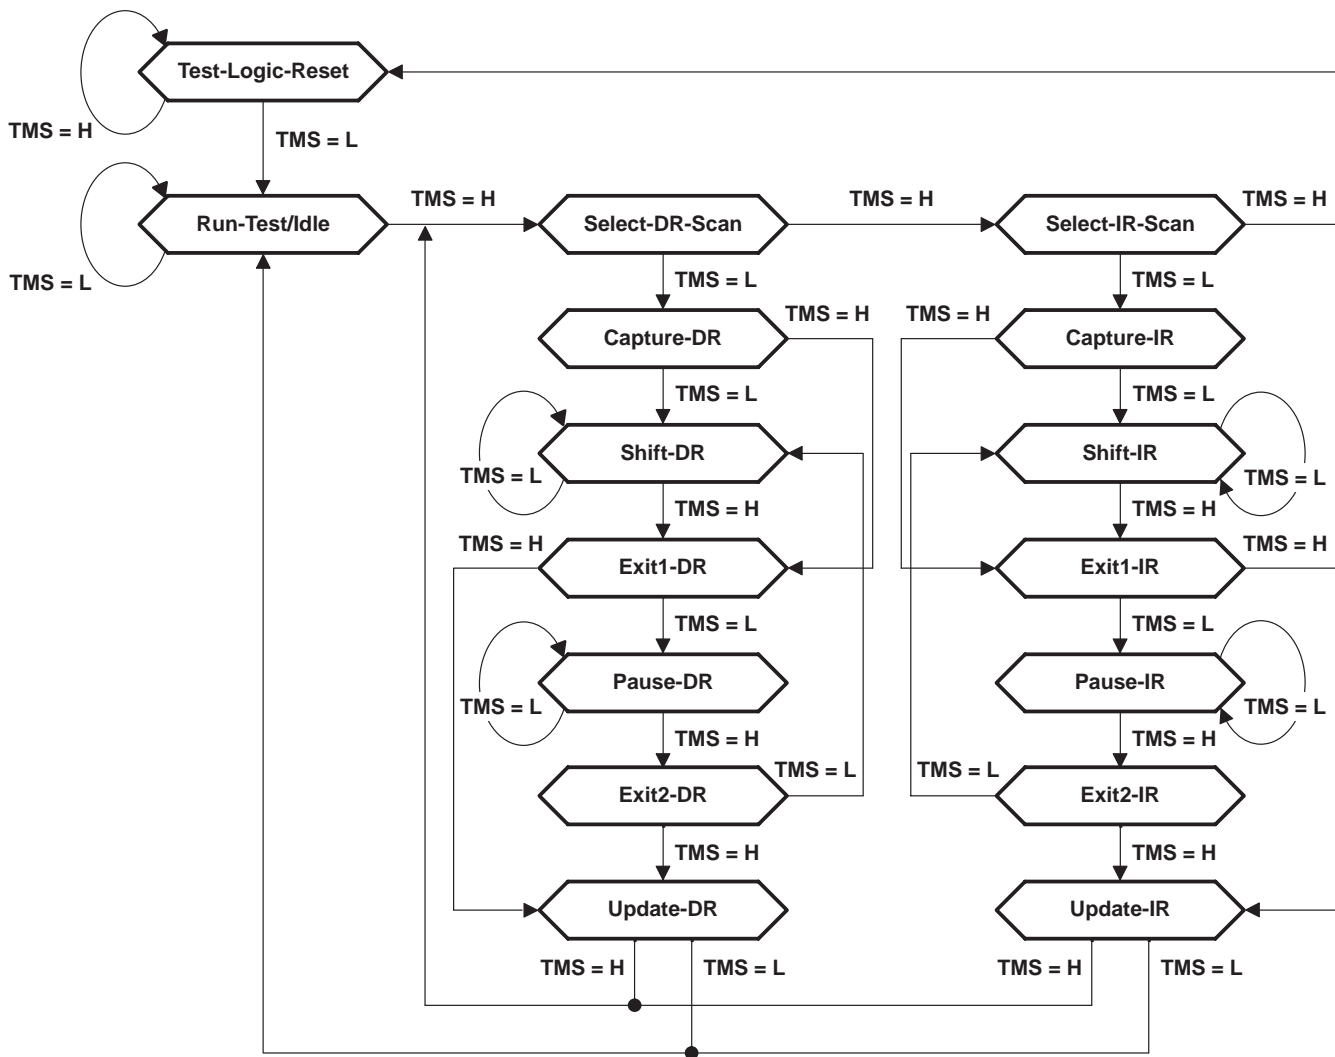 Test-Logic-Reset
TMS = H
TMS = L
Run-Test/Idle
TMS = H
Select-DR-Scan
TMS = H
Select-IR-Scan
TMS = H
TMS = L
TMS = L
TMS = L
TMS = H
TMS = H
Capture-DR
Capture-IR
TMS = L
TMS = L
Shift-DR
Shift-IR
TMS = L
TMS = L
TMS = H
TMS = H
TMS = H
TMS = H
Exit1-DR
Exit1-IR
TMS = L
TMS = L
Pause-DR
Pause-IR
TMS = L
TMS = L
TMS = H
TMS = H
TMS = L
TMS = L
Exit2-DR
Exit2-IR
TMS = H
TMS = H
Update-DR
Update-IR
TMS = H
TMS = L
TMS = H
TMS = L